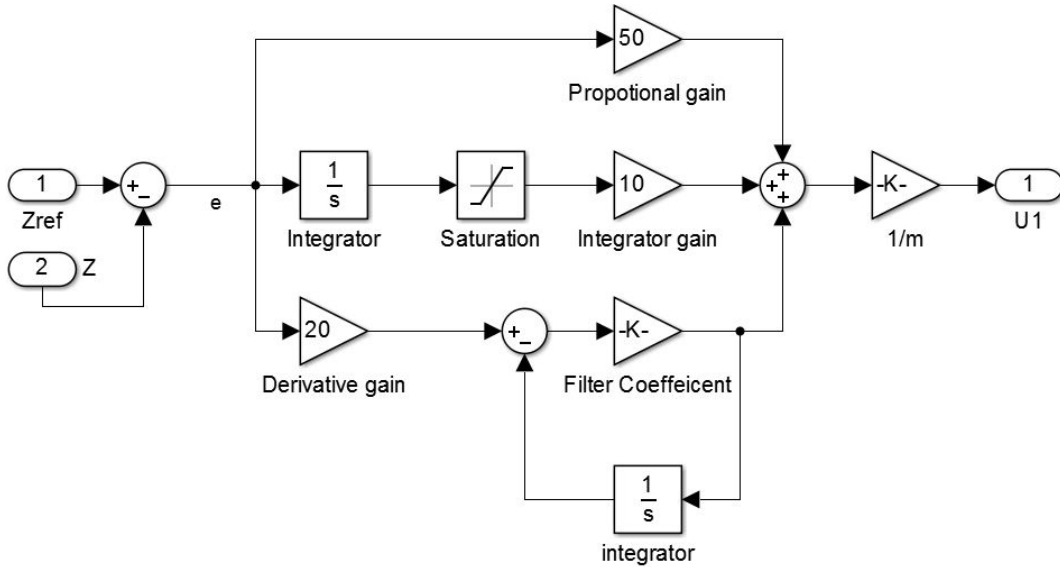 50
Propotional gain
1
Zref
+
−
e
1
s
Integrator
Saturation
10
Integrator gain
+
+
+
-K-
1/m
1
U1
2
Z
20
Derivative gain
+
−
-K-
Filter Coeffeicent
1
s
integrator